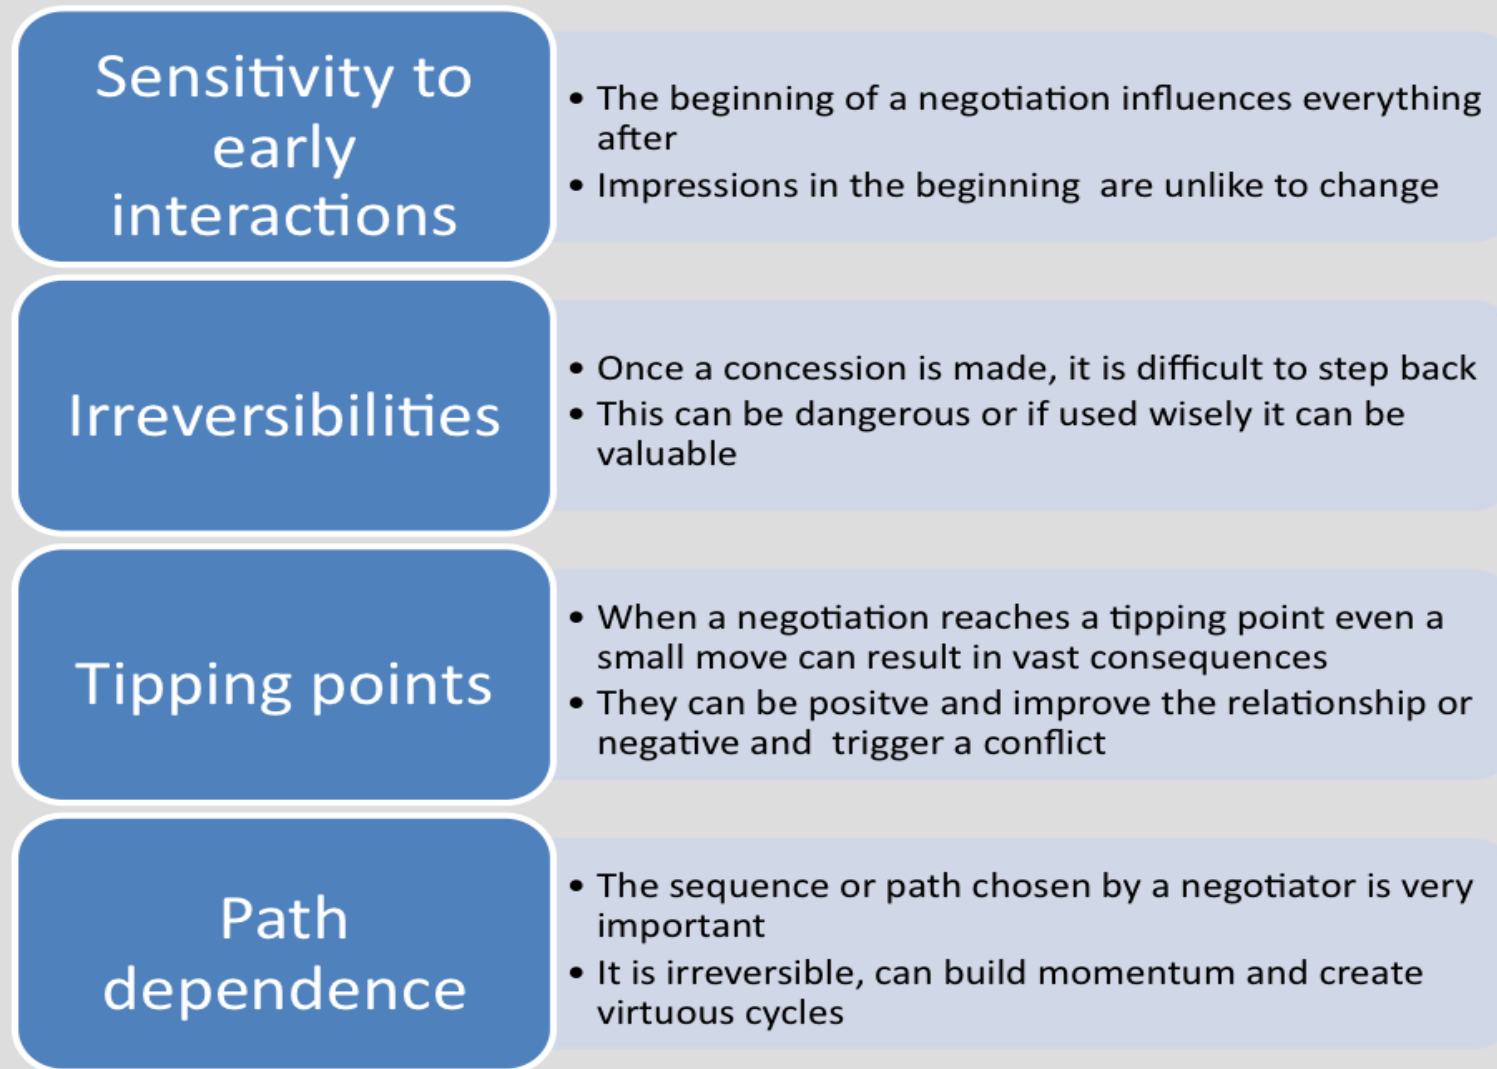 Sensitivity to
early
interactions
• The beginning of a negotiation influences everything
after
• Impressions in the beginning  are unlike to change
Irreversibilities
• Once a concession is made, it is difficult to step back
• This can be dangerous or if used wisely it can be
valuable
Tipping points
• When a negotiation reaches a tipping point even a
small move can result in vast consequences
• They can be positve and improve the relationship or
negative and  trigger a conflict
Path
dependence
• The sequence or path chosen by a negotiator is very
important
• It is irreversible, can build momentum and create
virtuous cycles